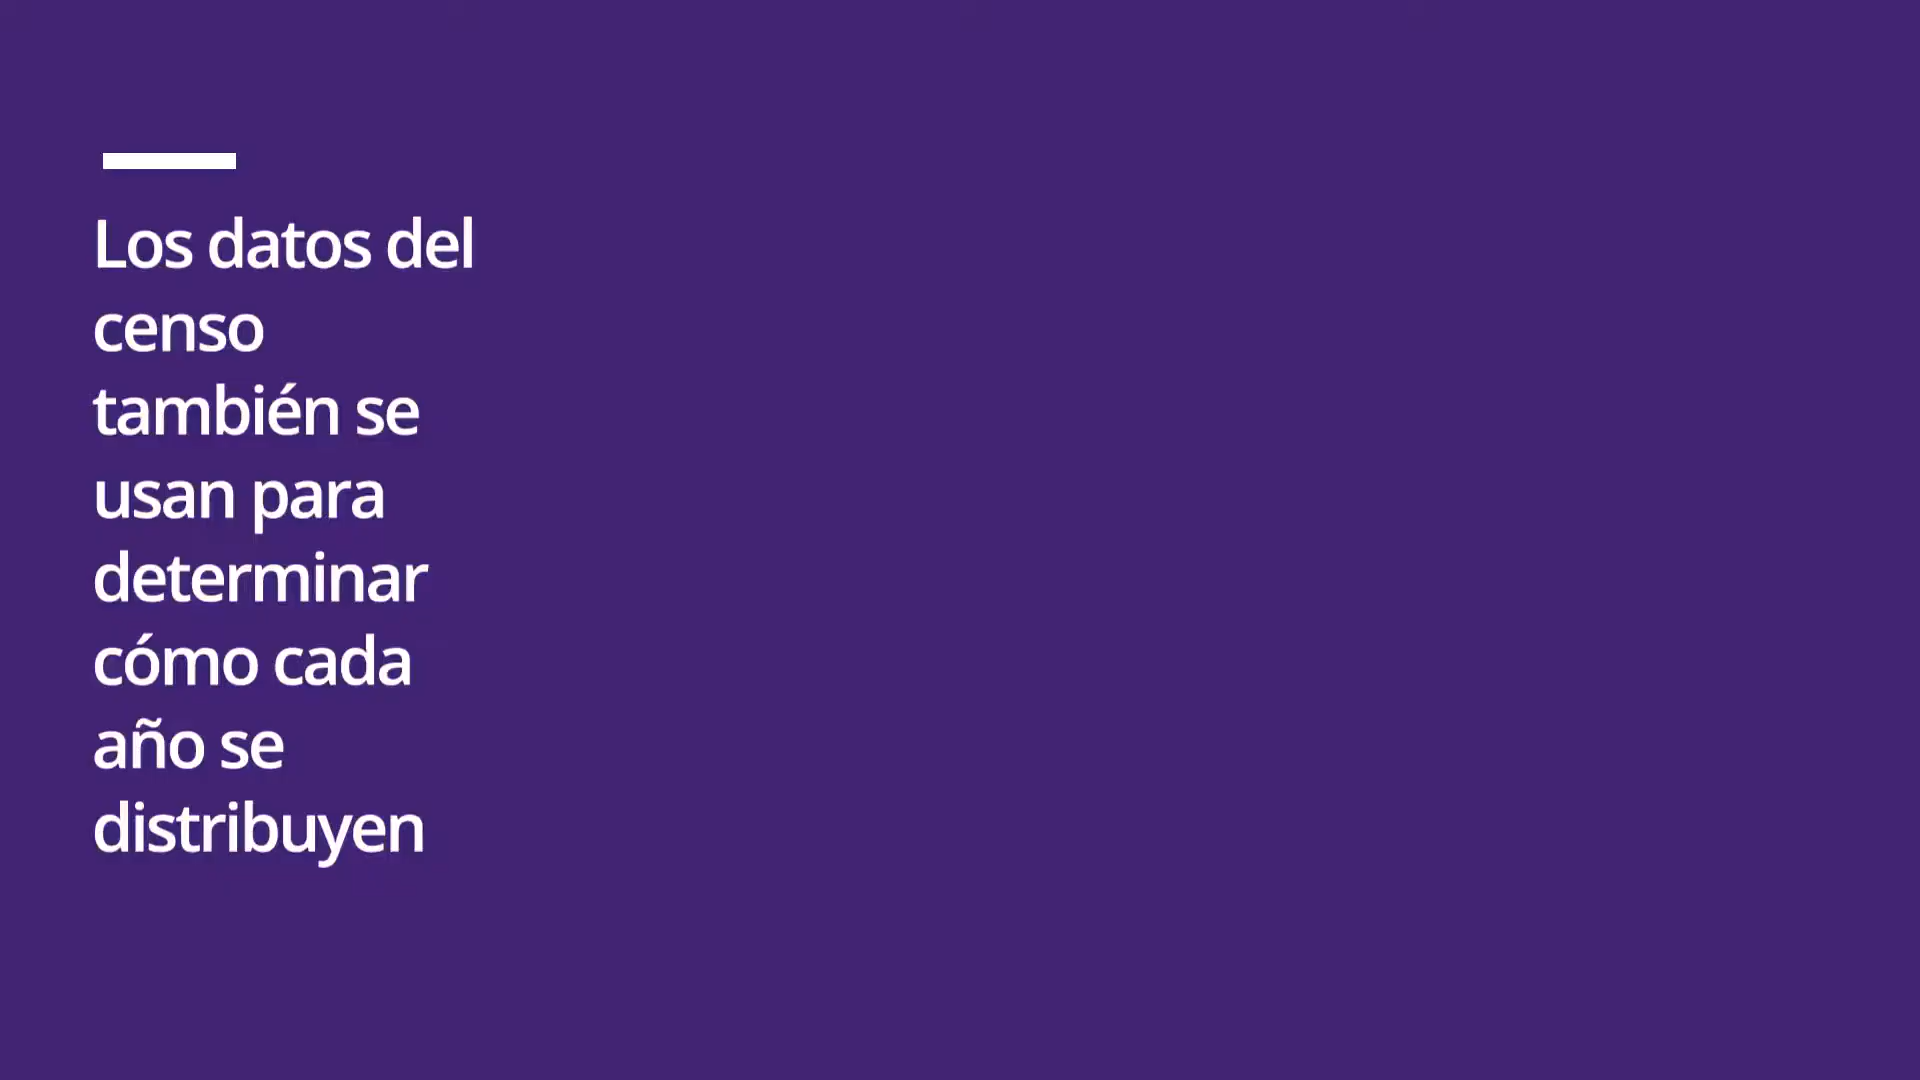 Los datos del
censo
también se
usan para
determinar
cómo cada
año se
distribuyen